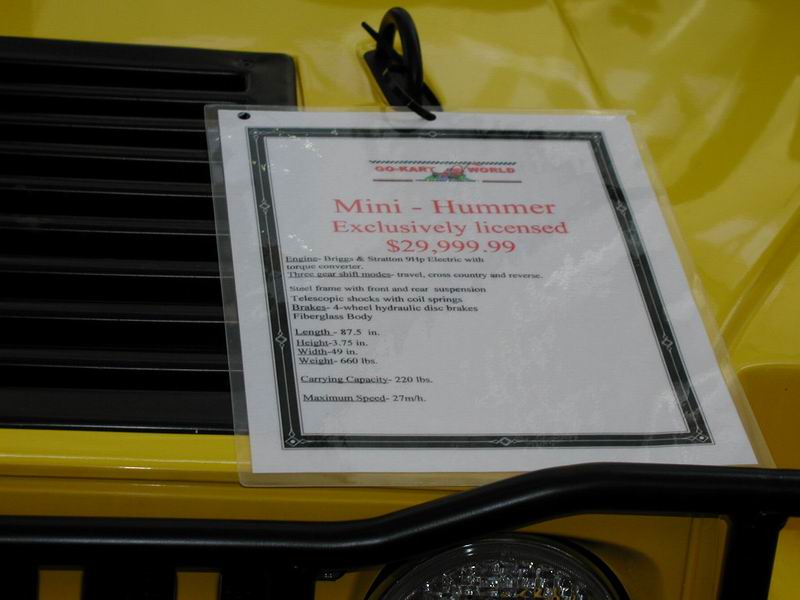 GO-KART WORLD
Mini - Hummer
Exclusively licensed
$29,999.99
Engine- Briggs & Stratton 9Hp Electric with
torque converter.
Three gear shift modes- travel, cross country and reverse.
Steel frame with front and rear suspension
Telescopic shocks with coil springs
Brakes- 4-wheel hydraulic disc brakes
Fiberglass Body
Length - 87.5 in.
Height-3.75 in.
Width-49 in.
Weight- 660 lbs.
Carrying Capacity- 220 lbs.
Maximum Speed- 27m/h.